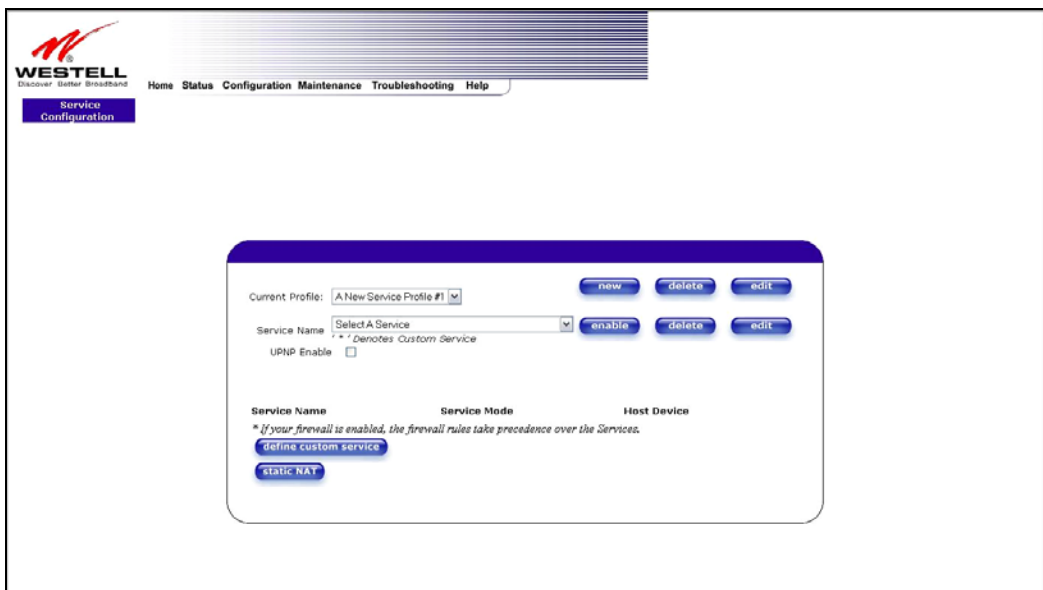 WESTELL
Discover Better Broadband
Home Status Configuration Maintenance Troubleshooting Help
Service
Configuration
Current Profile: A New Service Profile #1 new delete edit
Service Name Select A Service enable delete edit
' * ' Denotes Custom Service
UPNP Enable
Service Name Service Mode Host Device
* If your firewall is enabled, the firewall rules take precedence over the Services.
define custom service
static NAT